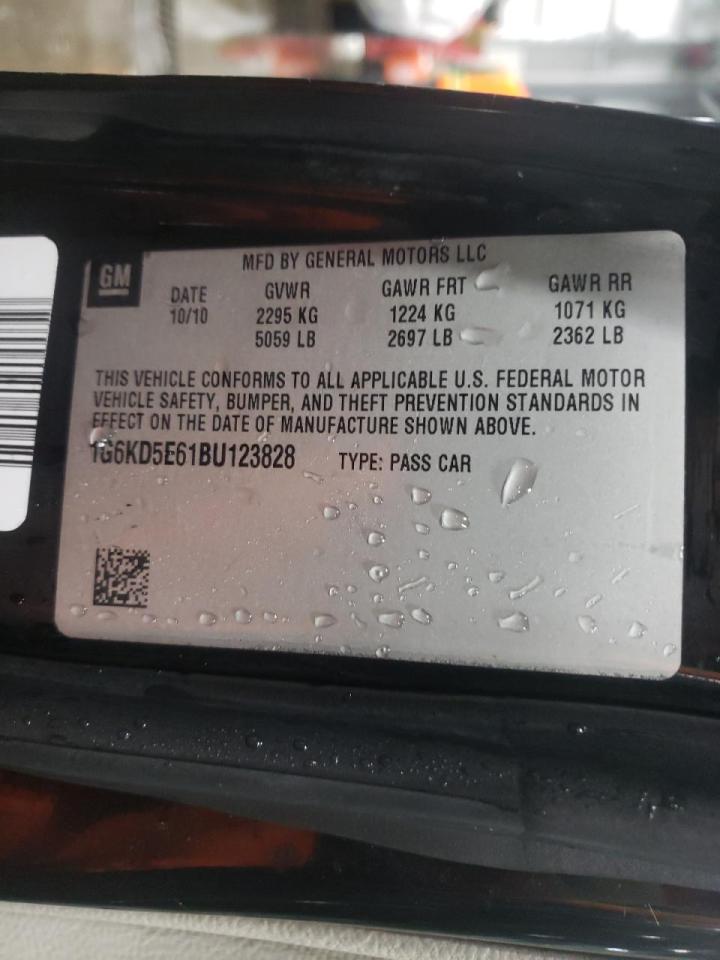 GM
MFD BY GENERAL MOTORS LLC
DATE GVWR GAWR FRT GAWR RR
10/10 2295 KG 1224 KG 1071 KG
5059 LB 2697 LB 2362 LB
THIS VEHICLE CONFORMS TO ALL APPLICABLE U.S. FEDERAL MOTOR
VEHICLE SAFETY, BUMPER, AND THEFT PREVENTION STANDARDS IN
EFFECT ON THE DATE OF MANUFACTURE SHOWN ABOVE.
1G6KD5E61BU123828 TYPE: PASS CAR